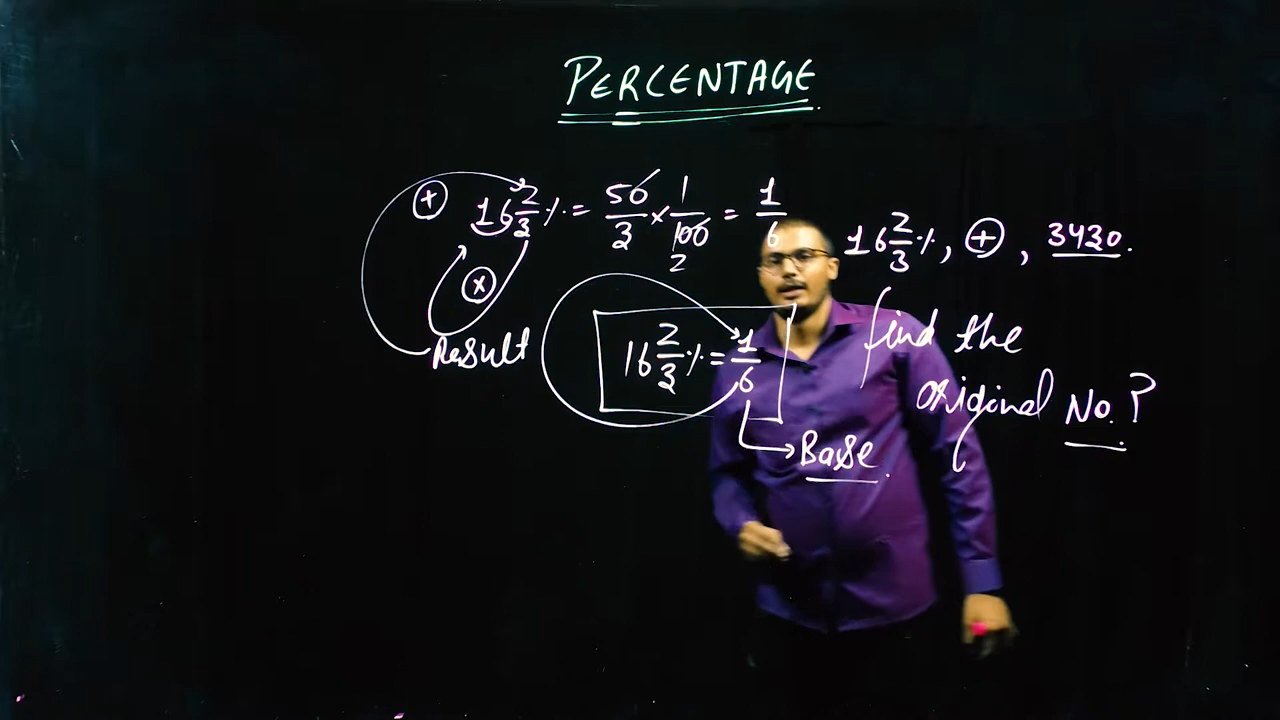 PERCENTAGE
+ 16 2/3 % = 50/3 × 1/100 = 1/6
2
×
Result
16 2/3 % = 1/6
Base
16 2/3 %, +, 3430.
find the
original No.?